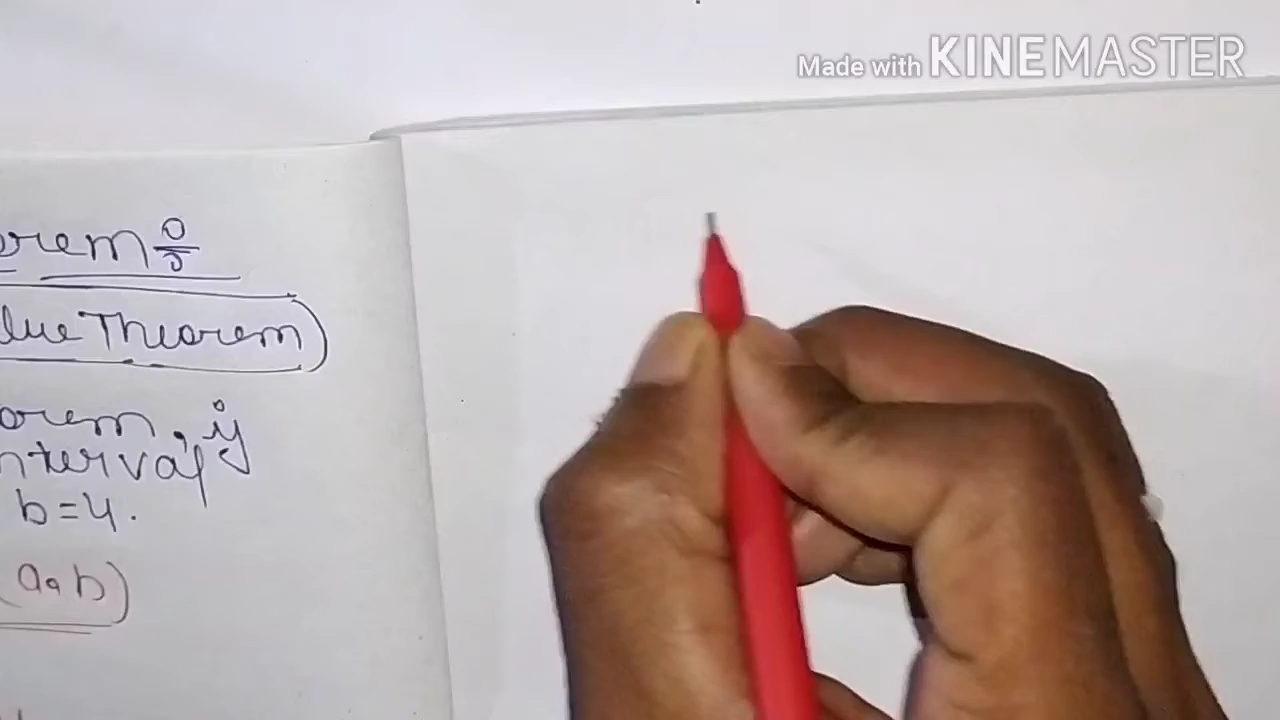 Made with KINEMASTER
orem :-
lue Theorem)
orem, if
nterval
b=4.
(a, b)